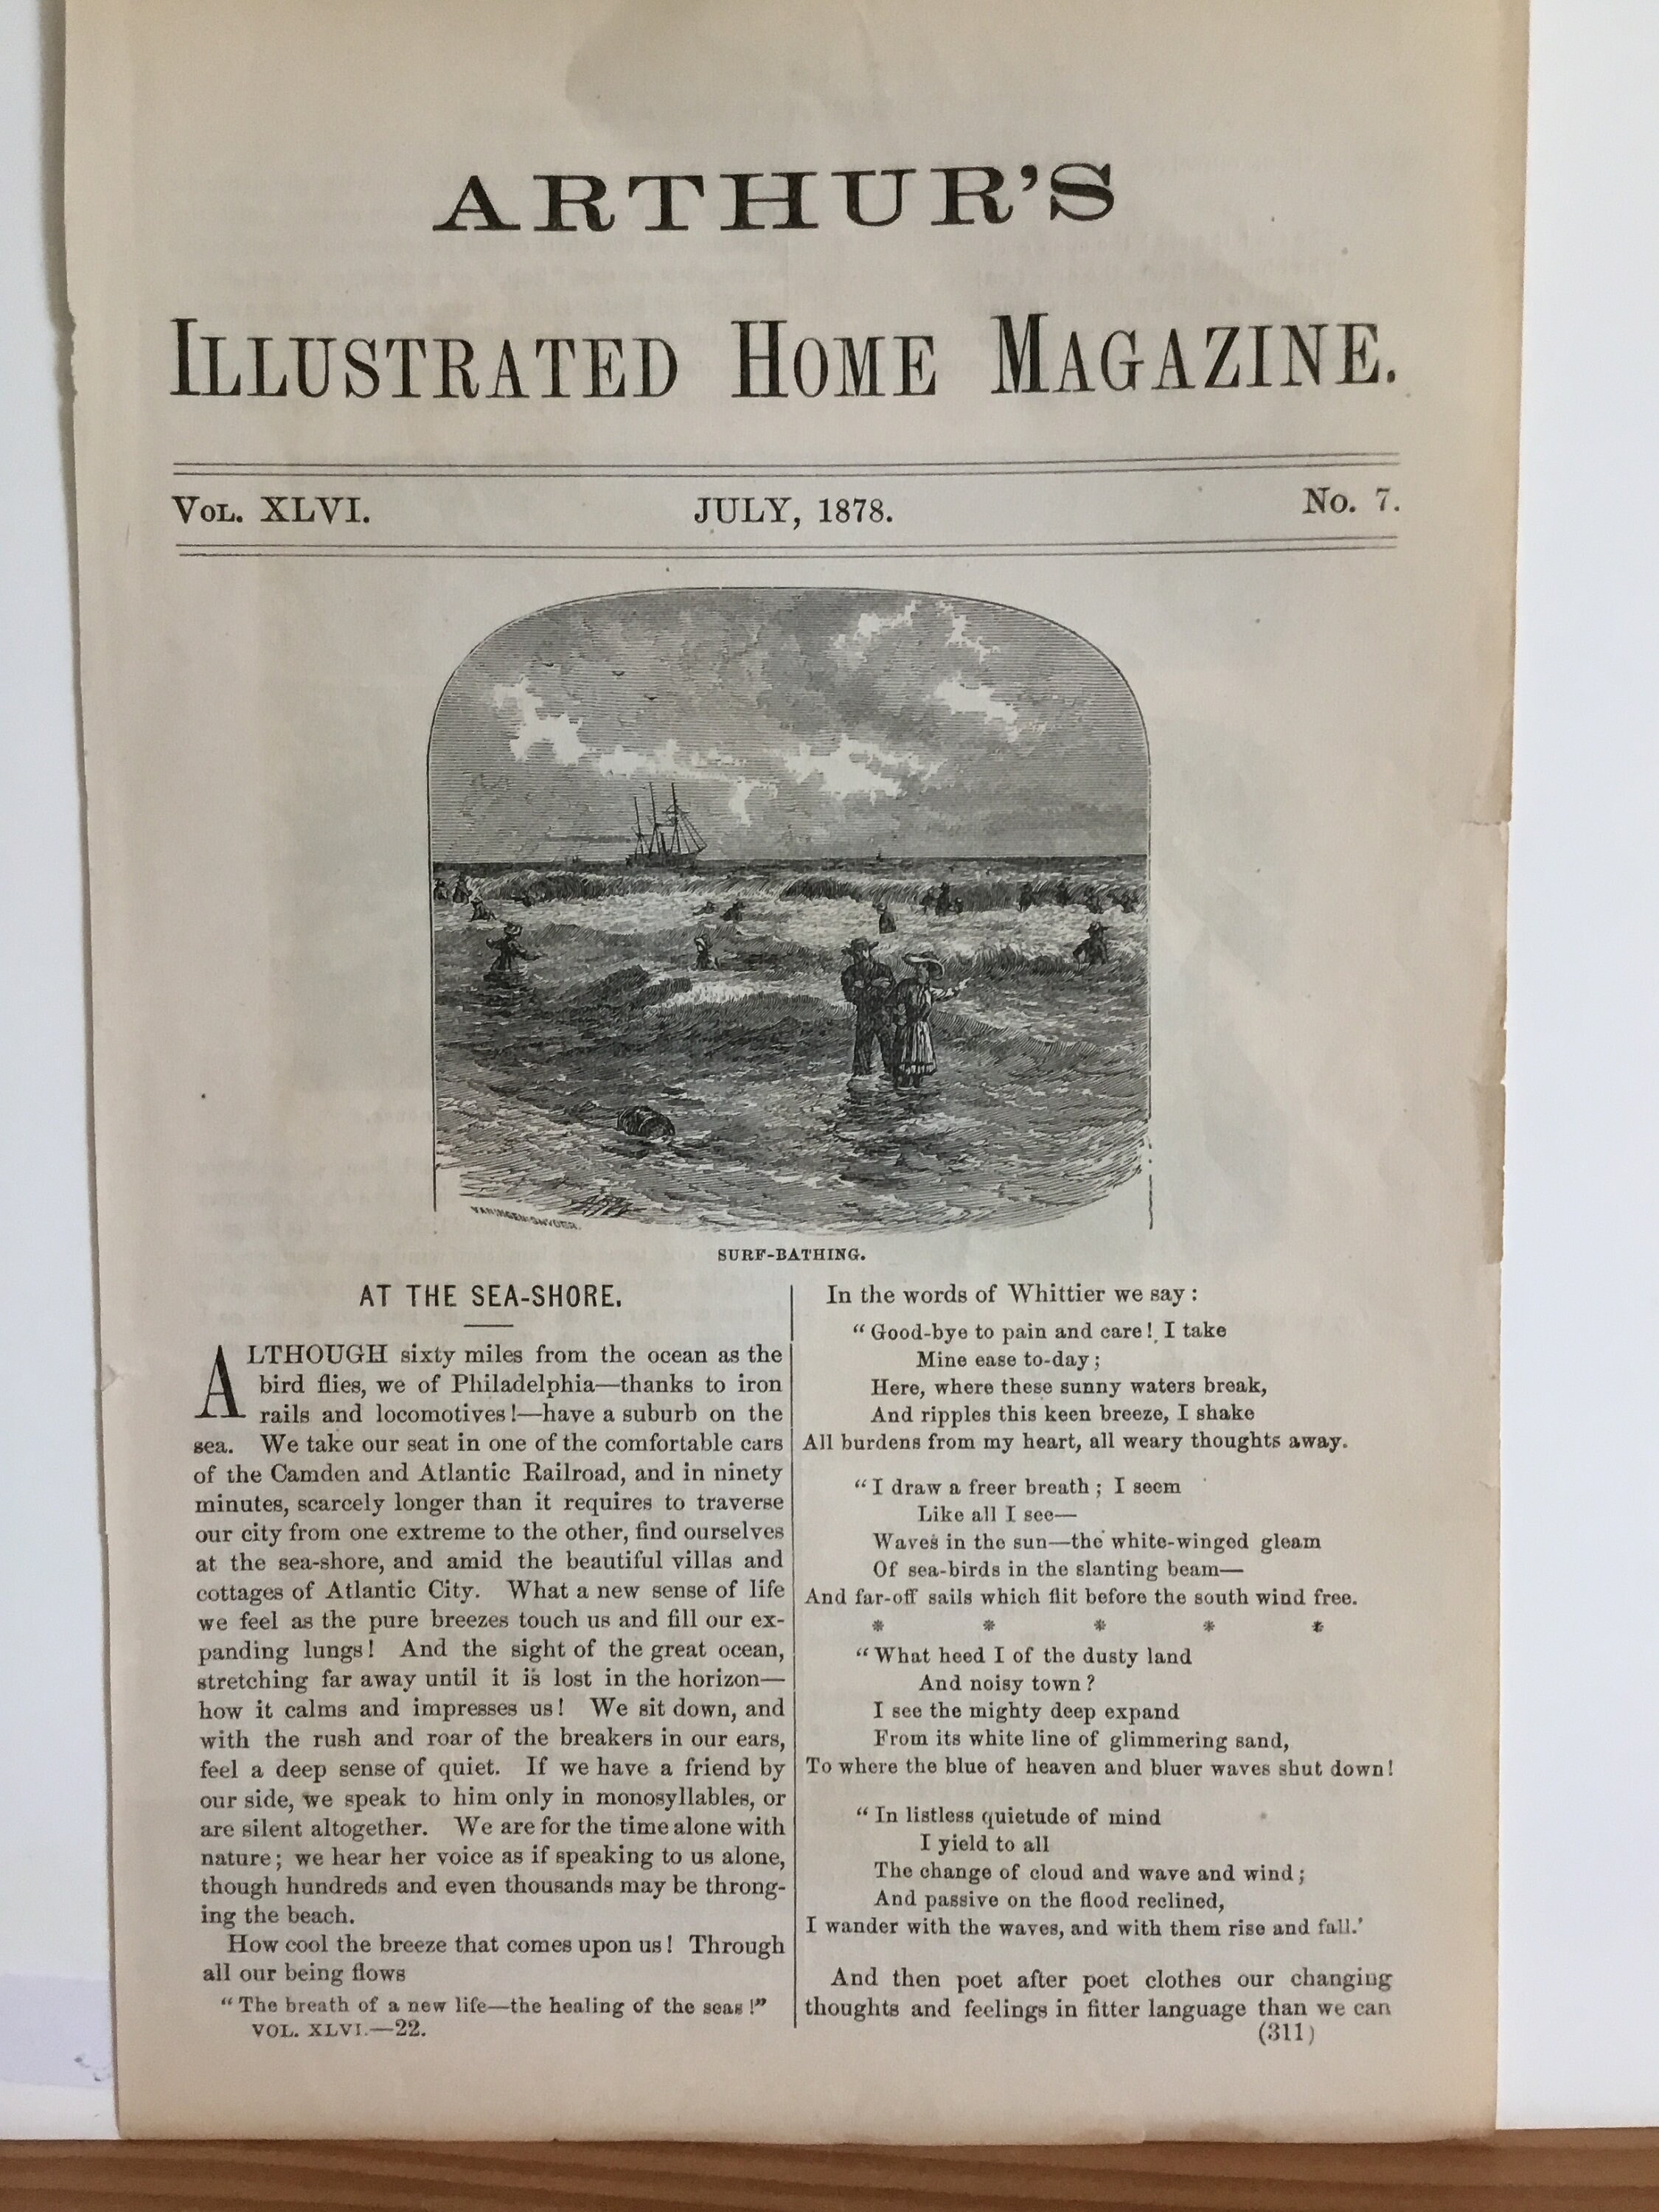 ARTHUR'S
ILLUSTRATED HOME MAGAZINE.
VOL. XLVI.
JULY, 1878.
No. 7.
VAN INGEN-SNYDER.
SURF-BATHING.
AT THE SEA-SHORE.
ALTHOUGH sixty miles from the ocean as the
bird flies, we of Philadelphia—thanks to iron
rails and locomotives!—have a suburb on the
sea. We take our seat in one of the comfortable cars
of the Camden and Atlantic Railroad, and in ninety
minutes, scarcely longer than it requires to traverse
our city from one extreme to the other, find ourselves
at the sea-shore, and amid the beautiful villas and
cottages of Atlantic City. What a new sense of life
we feel as the pure breezes touch us and fill our ex-
panding lungs! And the sight of the great ocean,
stretching far away until it is lost in the horizon—
how it calms and impresses us! We sit down, and
with the rush and roar of the breakers in our ears,
feel a deep sense of quiet. If we have a friend by
our side, we speak to him only in monosyllables, or
are silent altogether. We are for the time alone with
nature; we hear her voice as if speaking to us alone,
though hundreds and even thousands may be throng-
ing the beach.
How cool the breeze that comes upon us! Through
all our being flows
"The breath of a new life—the healing of the seas!"
VOL. XLVI.—22.
In the words of Whittier we say:
"Good-bye to pain and care! I take
Mine ease to-day;
Here, where these sunny waters break,
And ripples this keen breeze, I shake
All burdens from my heart, all weary thoughts away.
"I draw a freer breath; I seem
Like all I see—
Waves in the sun—the white-winged gleam
Of sea-birds in the slanting beam—
And far-off sails which flit before the south wind free.
* * * * *
"What heed I of the dusty land
And noisy town?
I see the mighty deep expand
From its white line of glimmering sand,
To where the blue of heaven and bluer waves shut down!
"In listless quietude of mind
I yield to all
The change of cloud and wave and wind;
And passive on the flood reclined,
I wander with the waves, and with them rise and fall.'
And then poet after poet clothes our changing
thoughts and feelings in fitter language than we can
(311)